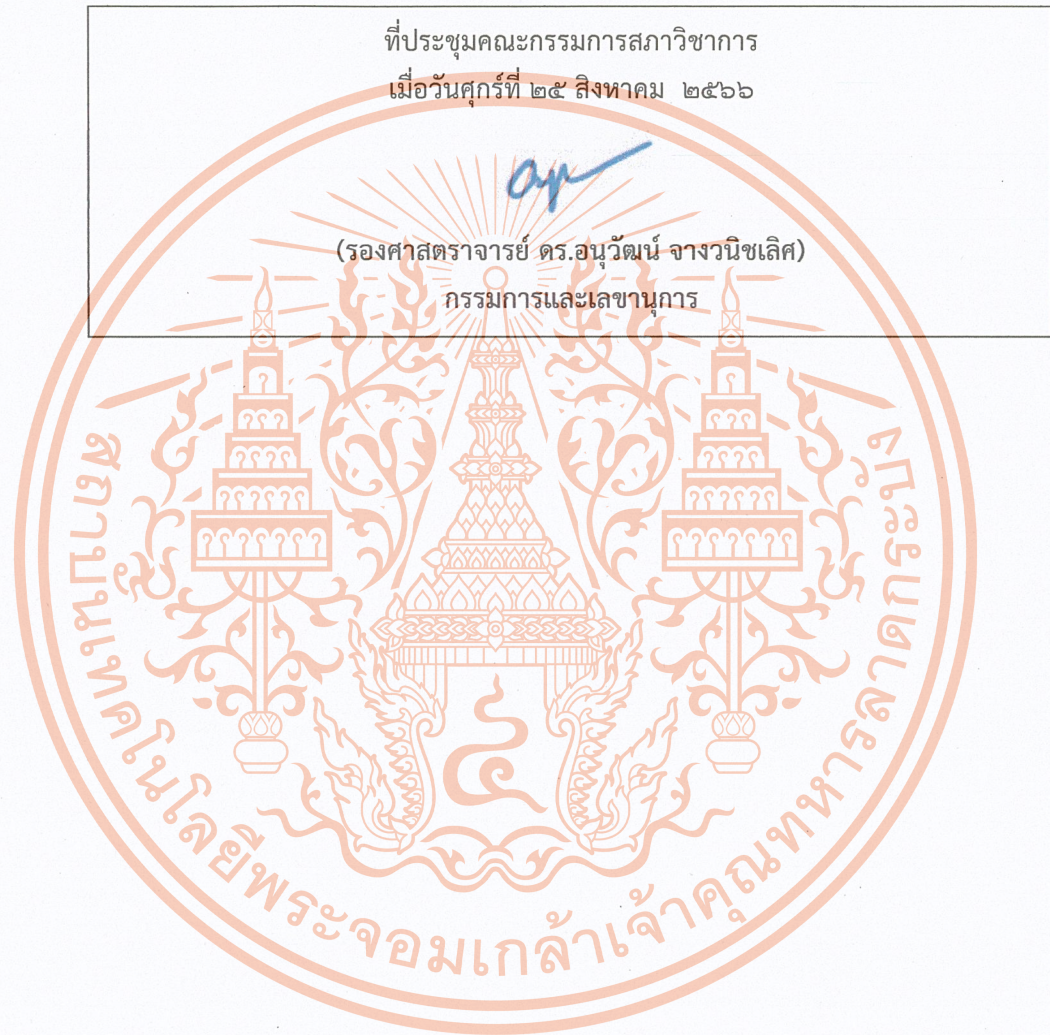 ที่ประชุมคณะกรรมการสภาวิชาการ
เมื่อวันศุกร์ที่ ๒๕ สิงหาคม ๒๕๖๖
(รองศาสตราจารย์ ดร.อนุวัฒน์ จางวนิชเลิศ)
กรรมการและเลขานุการ
สถาบันเทคโนโลยีพระจอมเกล้าเจ้าคุณทหารลาดกระบัง
๔